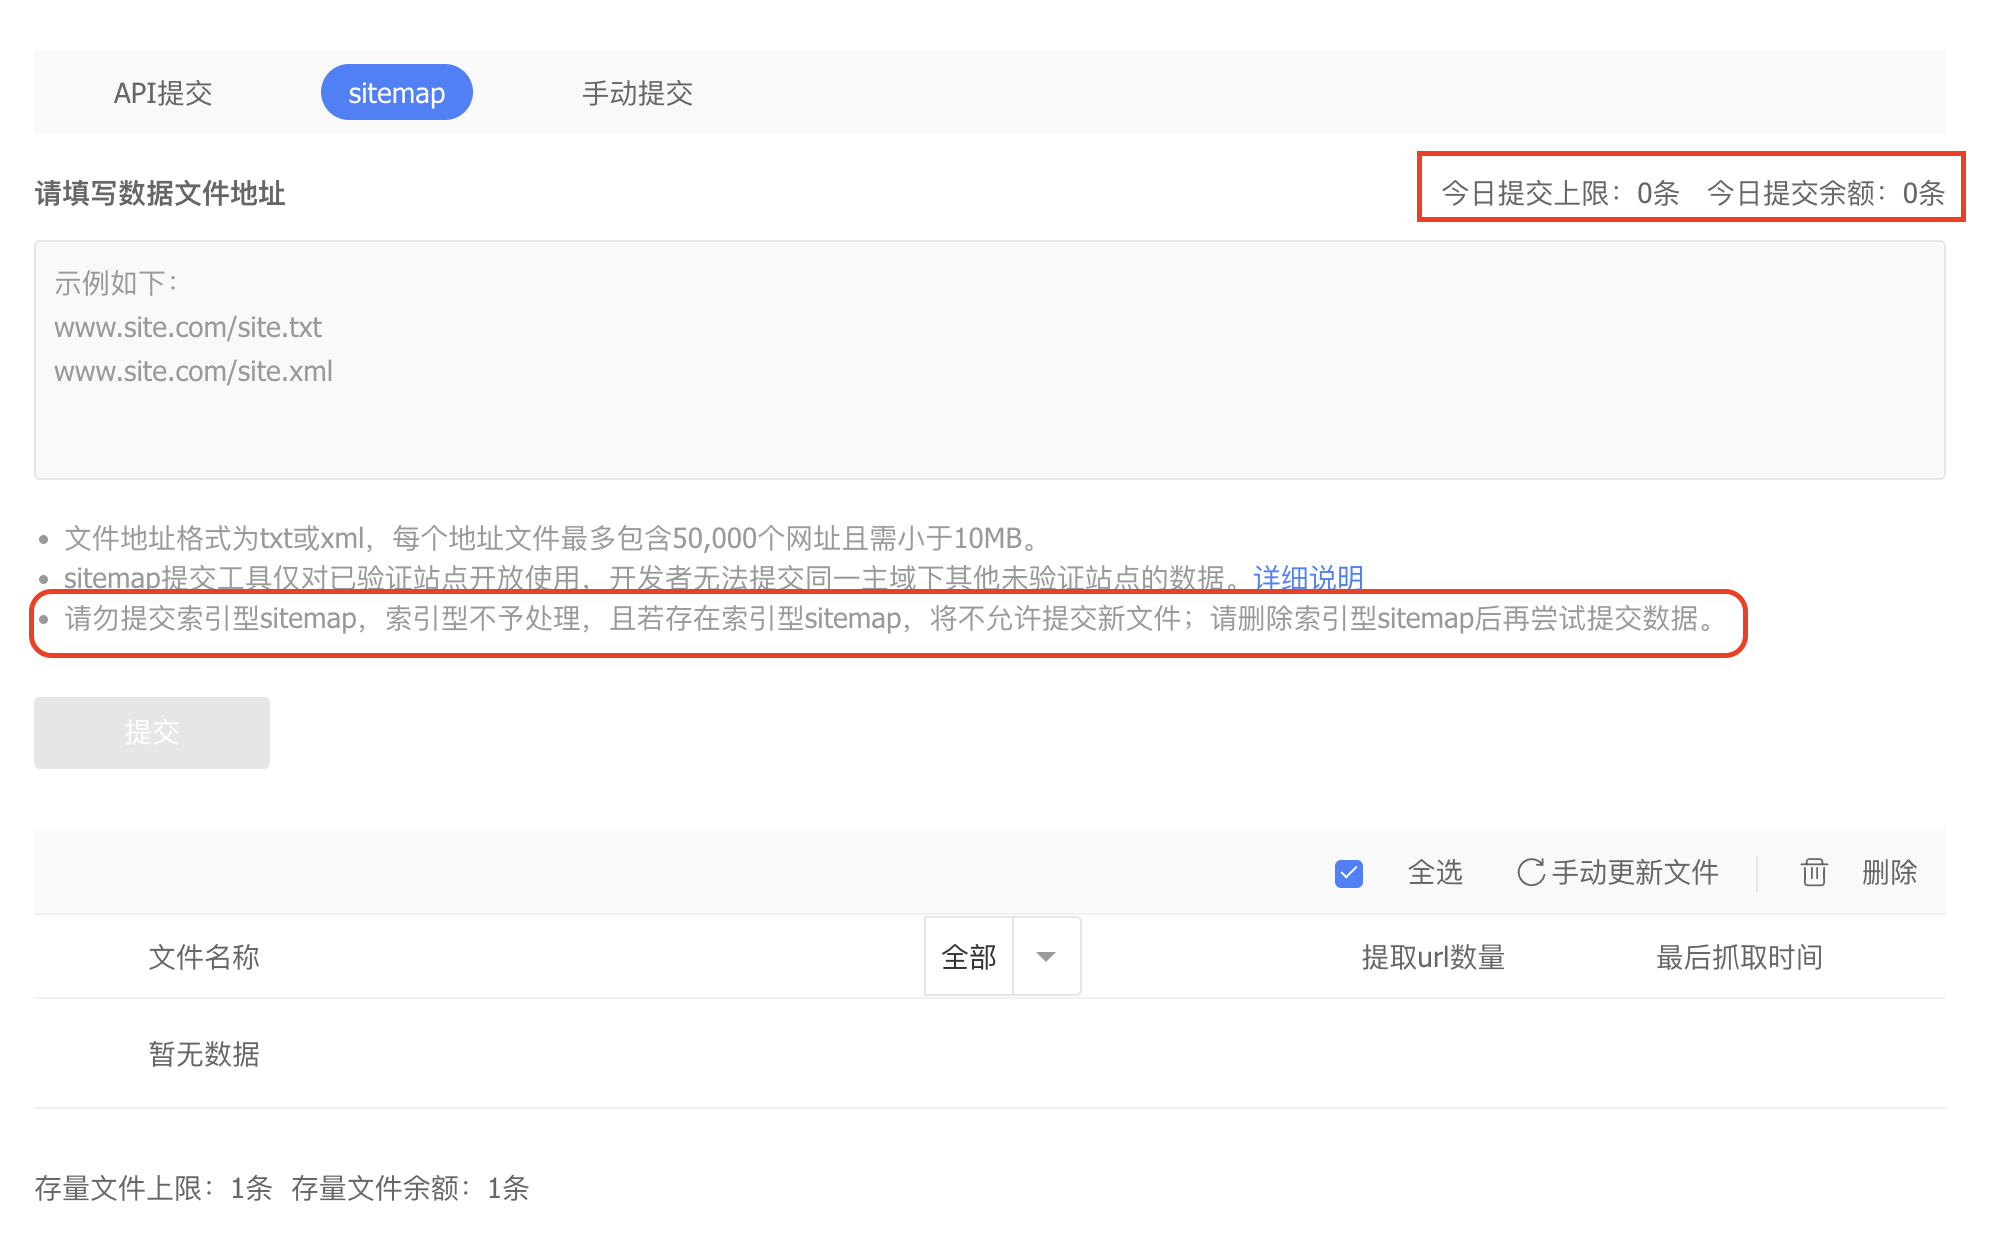 API提交 sitemap 手动提交
请填写数据文件地址 今日提交上限：0条 今日提交余额：0条
示例如下：
www.site.com/site.txt
www.site.com/site.xml
文件地址格式为txt或xml，每个地址文件最多包含50,000个网址且需小于10MB。
sitemap提交工具仅对已验证站点开放使用，开发者无法提交同一主域下其他未验证站点的数据。详细说明
请勿提交索引型sitemap，索引型不予处理，且若存在索引型sitemap，将不允许提交新文件；请删除索引型sitemap后再尝试提交数据。
提交
全选 手动更新文件 删除
文件名称 全部 提取url数量 最后抓取时间
暂无数据
存量文件上限：1条 存量文件余额：1条